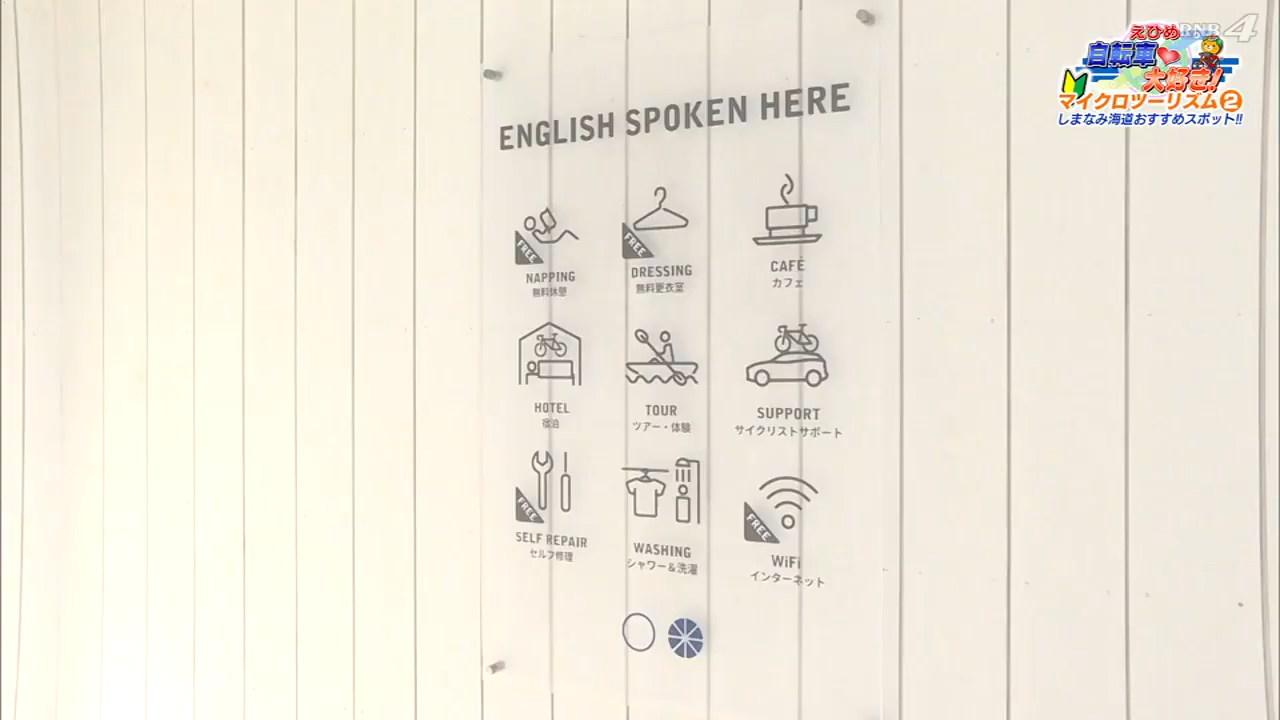 RNB 4
えひめ
自転車
大好き!
マイクロツーリズム②
しまなみ海道おすすめスポット!!
ENGLISH SPOKEN HERE
FREE
NAPPING
無料休憩
FREE
DRESSING
無料更衣室
CAFÉ
カフェ
HOTEL
宿泊
TOUR
ツアー・体験
SUPPORT
サイクリストサポート
FREE
SELF REPAIR
セルフ修理
WASHING
シャワー&洗濯
FREE
WiFi
インターネット